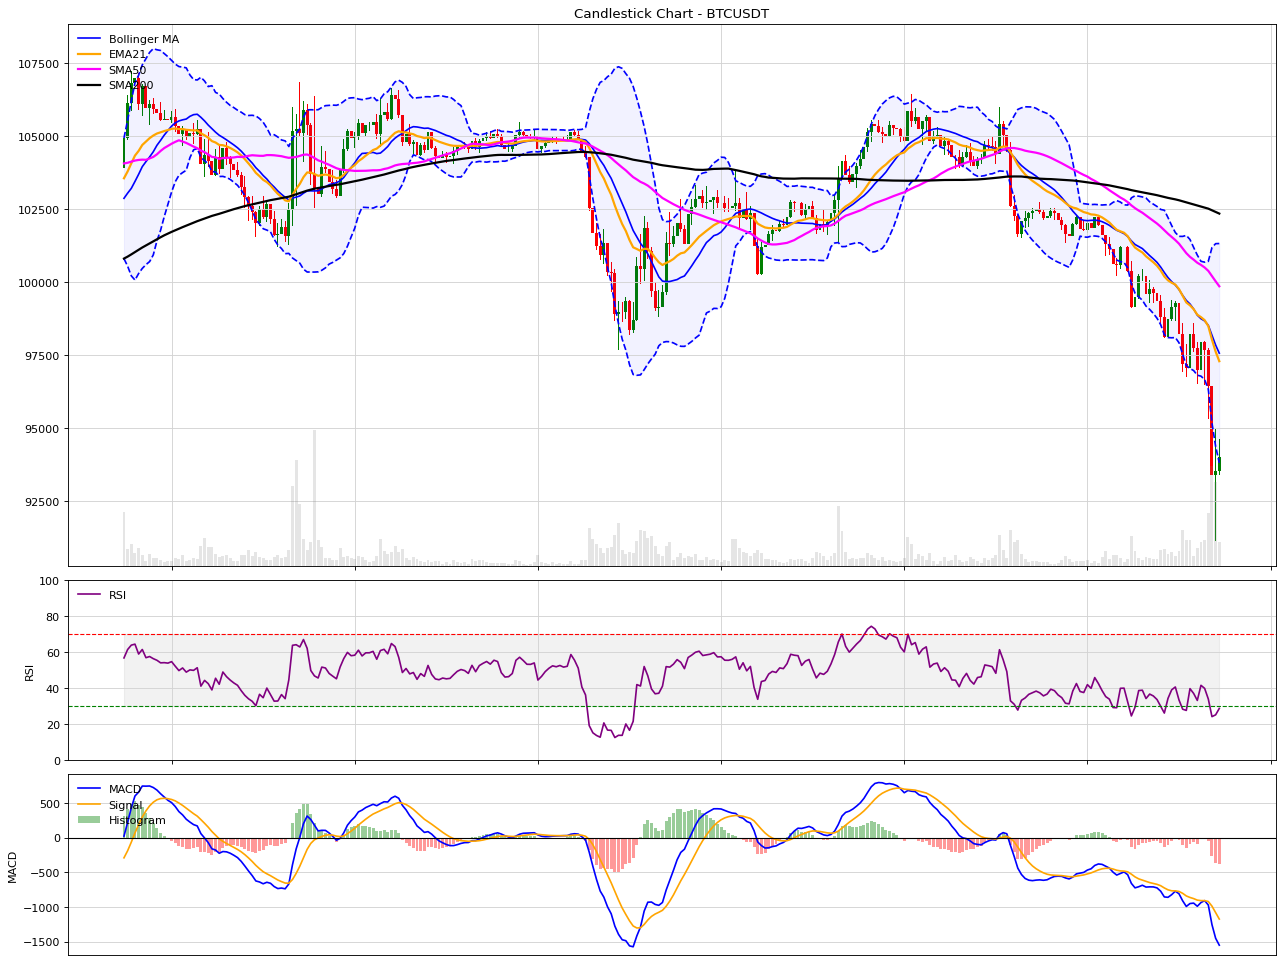 Candlestick Chart - BTCUSDT
Bollinger MA
EMA21
SMA50
SMA200
107500
105000
102500
100000
97500
95000
92500
RSI
100
80
60
40
20
0
RSI
MACD
Signal
Histogram
500
0
−500
−1000
−1500
MACD